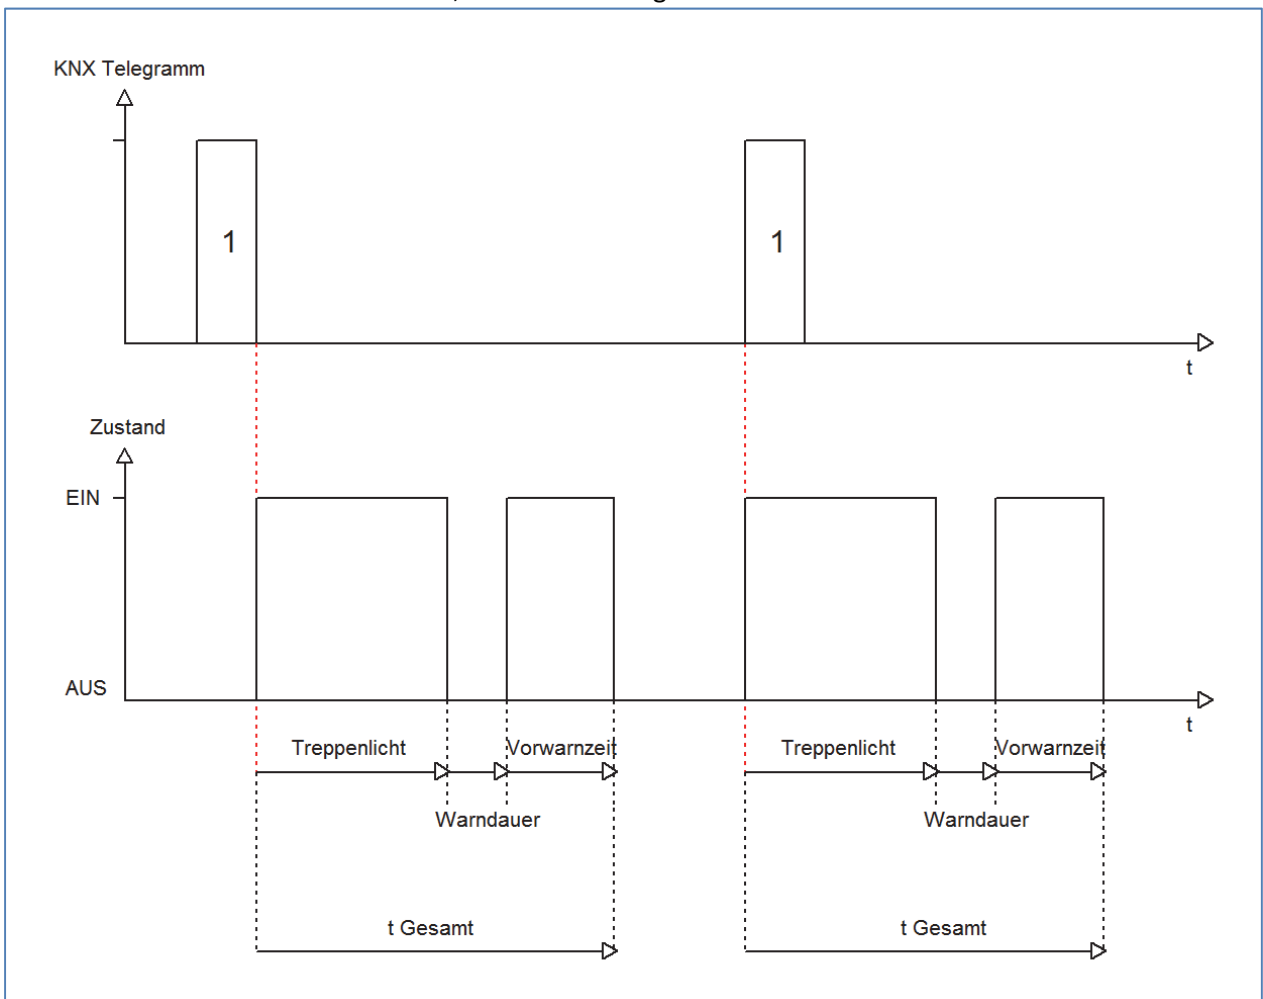 KNX Telegramm
1 1
t
Zustand
EIN
AUS
t
Treppenlicht Vorwarnzeit Treppenlicht Vorwarnzeit
Warndauer Warndauer
t Gesamt t Gesamt